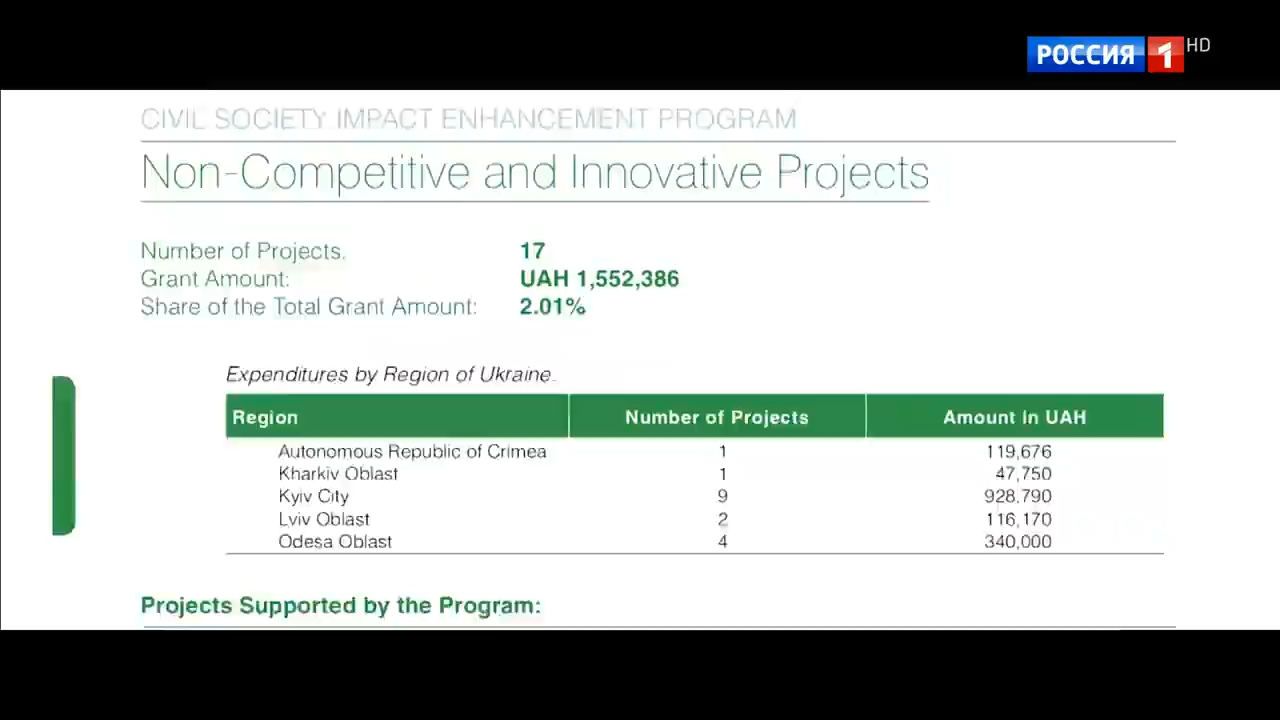 РОССИЯ 1 HD
CIVIL SOCIETY IMPACT ENHANCEMENT PROGRAM
Non-Competitive and Innovative Projects
Number of Projects. 17
Grant Amount: UAH 1,552,386
Share of the Total Grant Amount: 2.01%
Expenditures by Region of Ukraine.
Region Number of Projects Amount in UAH
Autonomous Republic of Crimea 1 119,676
Kharkiv Oblast 1 47,750
Kyiv City 9 928,790
Lviv Oblast 2 116,170
Odesa Oblast 4 340,000
Projects Supported by the Program: